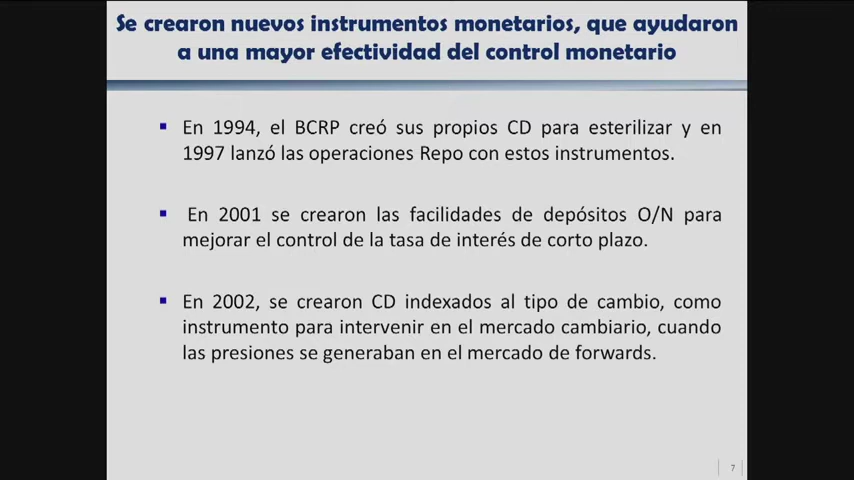 Se crearon nuevos instrumentos monetarios, que ayudaron
a una mayor efectividad del control monetario
▪ En 1994, el BCRP creó sus propios CD para esterilizar y en
1997 lanzó las operaciones Repo con estos instrumentos.
▪ En 2001 se crearon las facilidades de depósitos O/N para
mejorar el control de la tasa de interés de corto plazo.
▪ En 2002, se crearon CD indexados al tipo de cambio, como
instrumento para intervenir en el mercado cambiario, cuando
las presiones se generaban en el mercado de forwards.
7